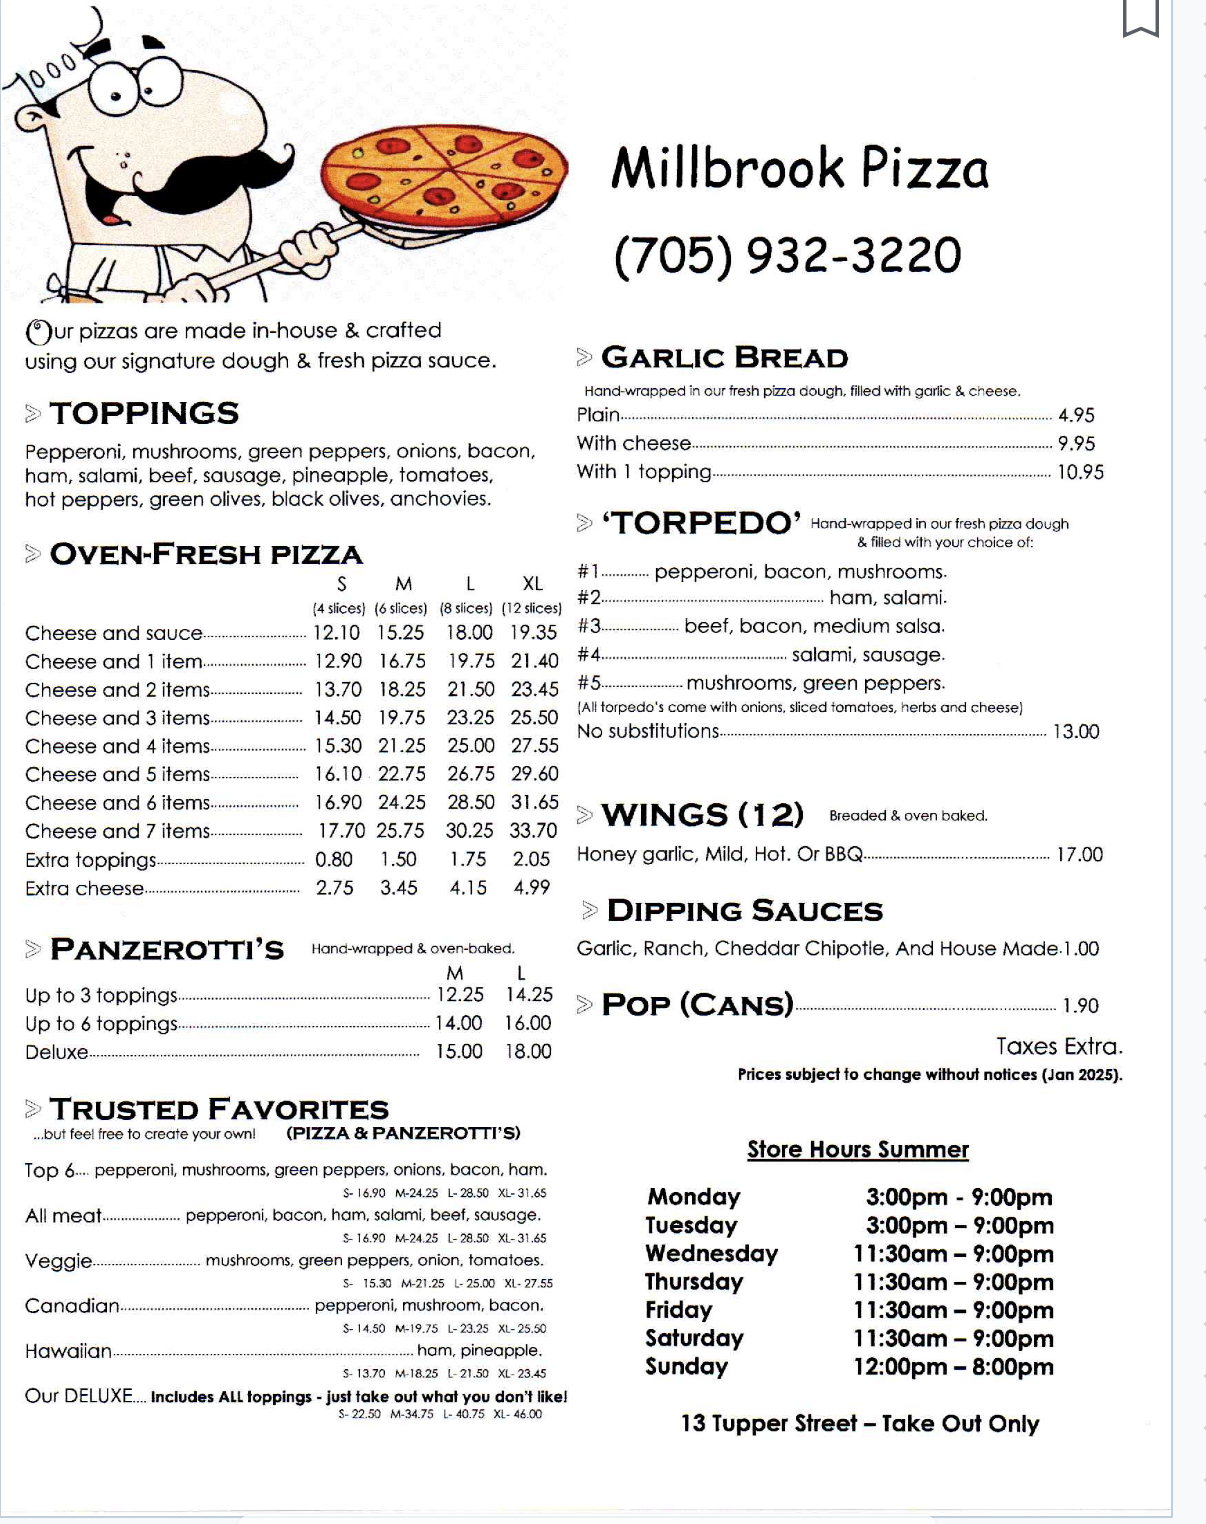 Millbrook Pizza
(705) 932-3220
Our pizzas are made in-house & crafted
using our signature dough & fresh pizza sauce.
TOPPINGS
Pepperoni, mushrooms, green peppers, onions, bacon,
ham, salami, beef, sausage, pineapple, tomatoes,
hot peppers, green olives, black olives, anchovies.
OVEN-FRESH PIZZA
S M L XL
(4 slices) (6 slices) (8 slices) (12 slices)
Cheese and sauce 12.10 15.25 18.00 19.35
Cheese and 1 item 12.90 16.75 19.75 21.40
Cheese and 2 items 13.70 18.25 21.50 23.45
Cheese and 3 items 14.50 19.75 23.25 25.50
Cheese and 4 items 15.30 21.25 25.00 27.55
Cheese and 5 items 16.10 22.75 26.75 29.60
Cheese and 6 items 16.90 24.25 28.50 31.65
Cheese and 7 items 17.70 25.75 30.25 33.70
Extra toppings 0.80 1.50 1.75 2.05
Extra cheese 2.75 3.45 4.15 4.99
PANZEROTTI'S Hand-wrapped & oven-baked.
M L
Up to 3 toppings 12.25 14.25
Up to 6 toppings 14.00 16.00
Deluxe 15.00 18.00
TRUSTED FAVORITES
...but feel free to create your own! (PIZZA & PANZEROTTI'S)
Top 6.... pepperoni, mushrooms, green peppers, onions, bacon, ham.
S- 16.90 M-24.25 L- 28.50 XL- 31.65
All meat pepperoni, bacon, ham, salami, beef, sausage.
S- 16.90 M-24.25 L- 28.50 XL- 31.65
Veggie mushrooms, green peppers, onion, tomatoes.
S- 15.30 M-21.25 L- 25.00 XL- 27.55
Canadian pepperoni, mushroom, bacon.
S- 14.50 M-19.75 L- 23.25 XL- 25.50
Hawaiian ham, pineapple.
S- 13.70 M-18.25 L- 21.50 XL- 23.45
Our DELUXE.... Includes ALL toppings - just take out what you don't like!
S- 22.50 M-34.75 L- 40.75 XL- 46.00
GARLIC BREAD
Hand-wrapped in our fresh pizza dough, filled with garlic & cheese.
Plain 4.95
With cheese 9.95
With 1 topping 10.95
'TORPEDO' Hand-wrapped in our fresh pizza dough
& filled with your choice of:
#1 pepperoni, bacon, mushrooms.
#2 ham, salami.
#3 beef, bacon, medium salsa.
#4 salami, sausage.
#5 mushrooms, green peppers.
(All torpedo's come with onions, sliced tomatoes, herbs and cheese)
No substitutions 13.00
WINGS (12) Breaded & oven baked.
Honey garlic, Mild, Hot. Or BBQ 17.00
DIPPING SAUCES
Garlic, Ranch, Cheddar Chipotle, And House Made.1.00
POP (CANS) 1.90
Taxes Extra.
Prices subject to change without notices (Jan 2025).
Store Hours Summer
Monday 3:00pm - 9:00pm
Tuesday 3:00pm – 9:00pm
Wednesday 11:30am – 9:00pm
Thursday 11:30am – 9:00pm
Friday 11:30am – 9:00pm
Saturday 11:30am – 9:00pm
Sunday 12:00pm – 8:00pm
13 Tupper Street – Take Out Only